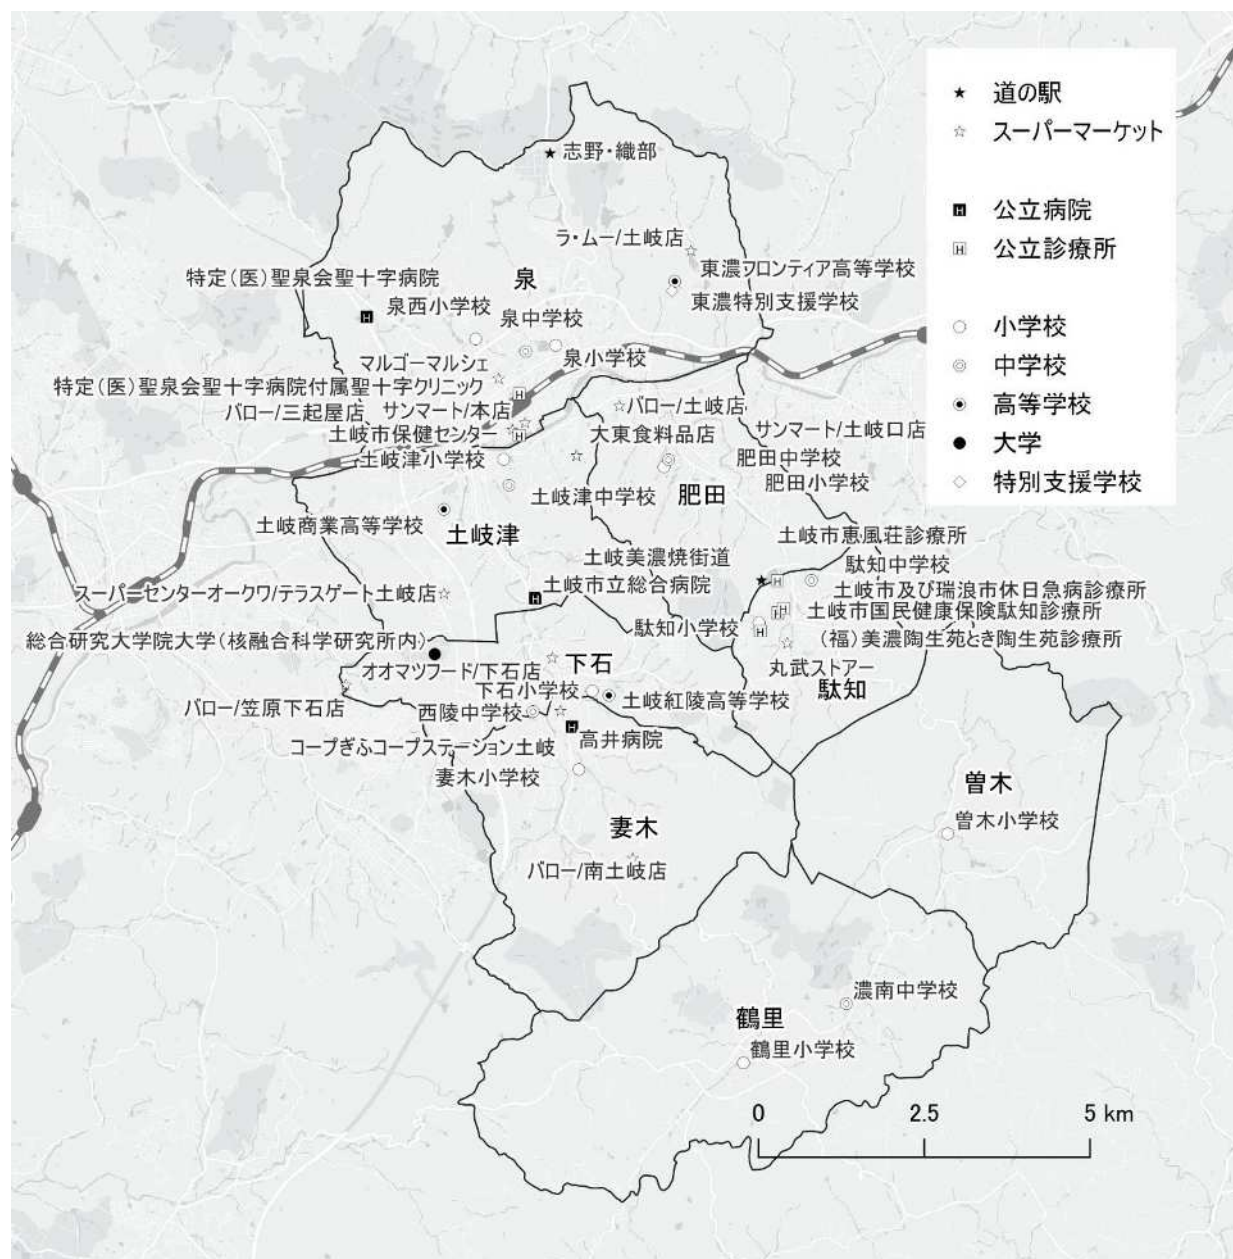 道の駅
スーパーマーケット
公立病院
公立診療所
小学校
中学校
高等学校
大学
特別支援学校
志野・織部
ラ・ムー/土岐店
東濃フロンティア高等学校
特定(医)聖泉会聖十字病院
泉
泉西小学校
東濃特別支援学校
泉中学校
泉小学校
マルゴーマルシェ
特定(医)聖泉会聖十字病院付属聖十字クリニック
バロー/三起屋店
サンマート/本店
バロー/土岐店
土岐市保健センター
大東食料品店
サンマート/土岐口店
土岐津小学校
肥田中学校
肥田小学校
土岐津中学校
肥田
土岐商業高等学校
土岐津
土岐市恵風荘診療所
土岐美濃焼街道
駄知中学校
スーパーセンターオークワ/テラスゲート土岐店
土岐市立総合病院
土岐市及び瑞浪市休日急病診療所
土岐市国民健康保険駄知診療所
駄知小学校
総合研究大学院大学(核融合科学研究所内)
(福)美濃陶生苑とき陶生苑診療所
オオマツフード/下石店
下石
丸武ストアー
駄知
下石小学校
土岐紅陵高等学校
バロー/笠原下石店
西陵中学校
高井病院
コープぎふコープステーション土岐
妻木小学校
曽木
曽木小学校
妻木
バロー/南土岐店
濃南中学校
鶴里
鶴里小学校
0 2.5 5 km